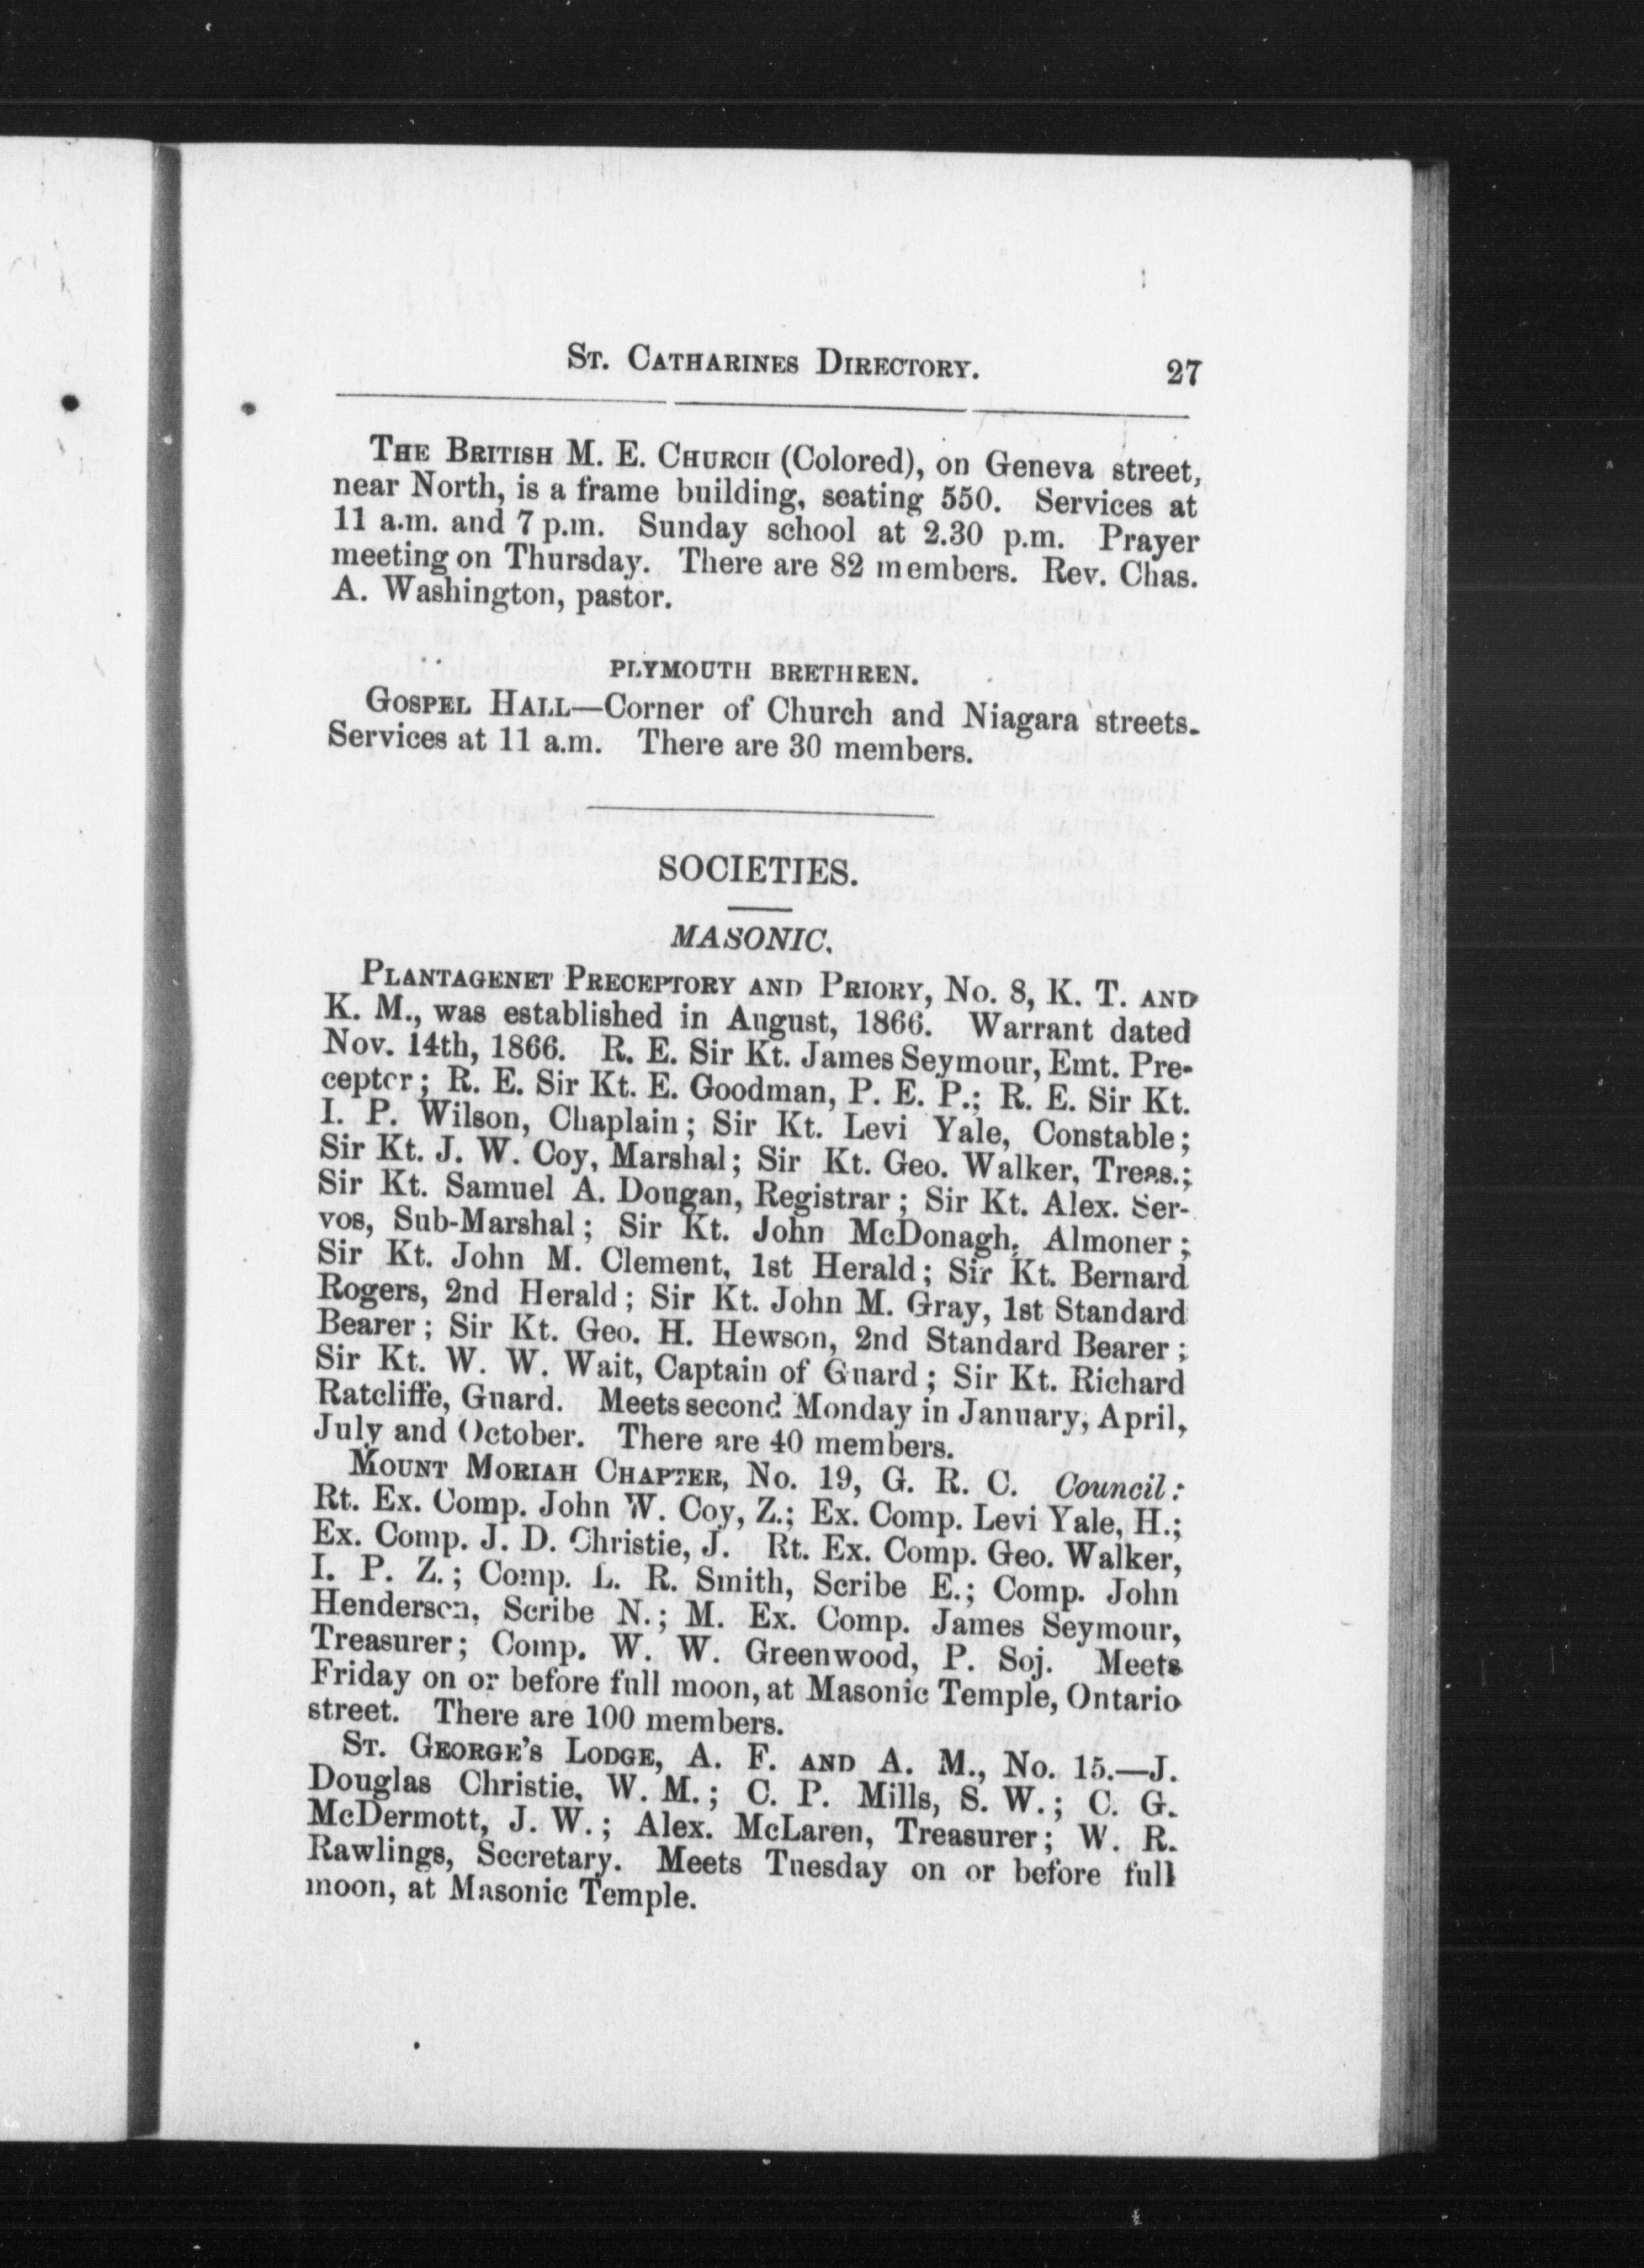 ST. CATHARINES DIRECTORY. 27
THE BRITISH M. E. CHURCH (Colored), on Geneva street,
near North, is a frame building, seating 550. Services at
11 a.m. and 7 p.m. Sunday school at 2.30 p.m. Prayer
meeting on Thursday. There are 82 members. Rev. Chas.
A. Washington, pastor.
PLYMOUTH BRETHREN.
GOSPEL HALL—Corner of Church and Niagara streets.
Services at 11 a.m. There are 30 members.
SOCIETIES.
MASONIC.
PLANTAGENET PRECEPTORY AND PRIORY, No. 8, K. T. AND
K. M., was established in August, 1866. Warrant dated
Nov. 14th, 1866. R. E. Sir Kt. James Seymour, Emt. Pre-
ceptor; R. E. Sir Kt. E. Goodman, P. E. P.; R. E. Sir Kt.
I. P. Wilson, Chaplain; Sir Kt. Levi Yale, Constable;
Sir Kt. J. W. Coy, Marshal; Sir Kt. Geo. Walker, Treas.;
Sir Kt. Samuel A. Dougan, Registrar; Sir Kt. Alex. Ser-
vos, Sub-Marshal; Sir Kt. John McDonagh, Almoner;
Sir Kt. John M. Clement, 1st Herald; Sir Kt. Bernard
Rogers, 2nd Herald; Sir Kt. John M. Gray, 1st Standard
Bearer; Sir Kt. Geo. H. Hewson, 2nd Standard Bearer;
Sir Kt. W. W. Wait, Captain of Guard; Sir Kt. Richard
Ratcliffe, Guard. Meets second Monday in January, April,
July and October. There are 40 members.
MOUNT MORIAH CHAPTER, No. 19, G. R. C. Council:
Rt. Ex. Comp. John W. Coy, Z.; Ex. Comp. Levi Yale, H.;
Ex. Comp. J. D. Christie, J. Rt. Ex. Comp. Geo. Walker,
I. P. Z.; Comp. L. R. Smith, Scribe E.; Comp. John
Henderson, Scribe N.; M. Ex. Comp. James Seymour,
Treasurer; Comp. W. W. Greenwood, P. Soj. Meets
Friday on or before full moon, at Masonic Temple, Ontario
street. There are 100 members.
ST. GEORGE'S LODGE, A. F. AND A. M., No. 15.—J.
Douglas Christie, W. M.; C. P. Mills, S. W.; C. G.
McDermott, J. W.; Alex. McLaren, Treasurer; W. R.
Rawlings, Secretary. Meets Tuesday on or before full
moon, at Masonic Temple.